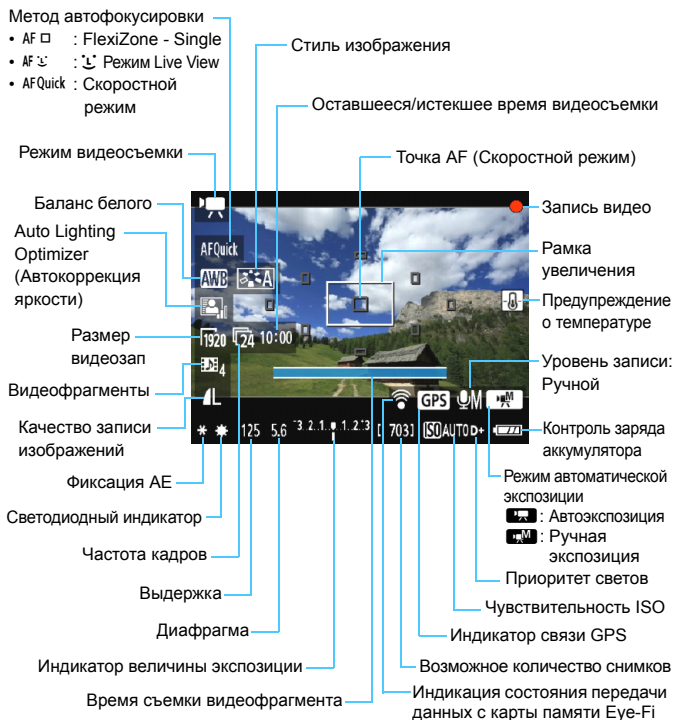 Метод автофокусировки
• AF □ : FlexiZone - Single
• AF : Режим Live View
• AFQuick : Скоростной
режим
Стиль изображения
Оставшееся/истекшее время видеосъемки
Режим видеосъемки
Точка AF (Скоростной режим)
Баланс белого
Запись видео
Auto Lighting
Optimizer
(Автокоррекция
яркости)
Рамка
увеличения
Предупреждение
о температуре
Размер
видеозап
Уровень записи:
Ручной
Видеофрагменты
Качество записи
изображений
Контроль заряда
аккумулятора
Фиксация AE
Режим автоматической
экспозиции
: Автоэкспозиция
M : Ручная
экспозиция
Светодиодный индикатор
Частота кадров
Приоритет светов
Выдержка
Чувствительность ISO
Диафрагма
Индикатор связи GPS
Индикатор величины экспозиции
Возможное количество снимков
Время съемки видеофрагмента
Индикация состояния передачи
данных с карты памяти Eye-Fi
AFQuick
AWB A
1920 24 10:00
4
L
GPS M M
* 125 5.6 -3..2..1..0..1..2.:3 [ 703] ISO AUTO D+